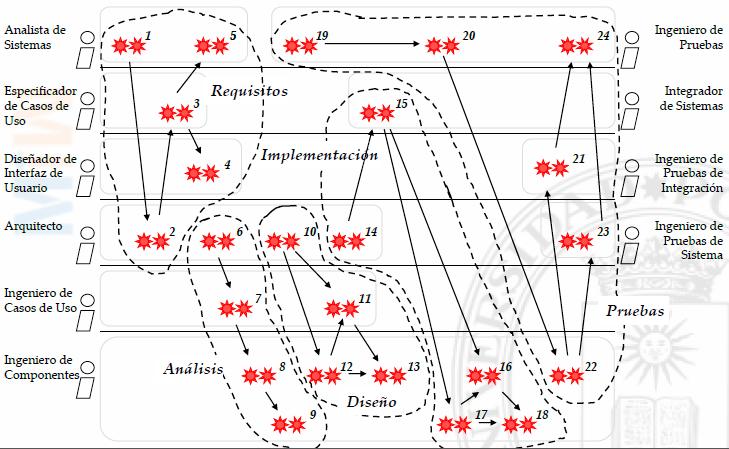 Analista de
Sistemas
1
5
19
20
24
Ingeniero de
Pruebas
Especificador
de Casos de
Uso
3
Requisitos
15
Integrador
de Sistemas
Diseñador de
Interfaz de
Usuario
4
Implementación
21
Ingeniero de
Pruebas de
Integración
Arquitecto
2
6
10
14
23
Ingeniero de
Pruebas de
Sistema
Ingeniero de
Casos de Uso
7
11
Pruebas
Ingeniero de
Componentes
Análisis
8
12
13
16
22
Diseño
9
17
18